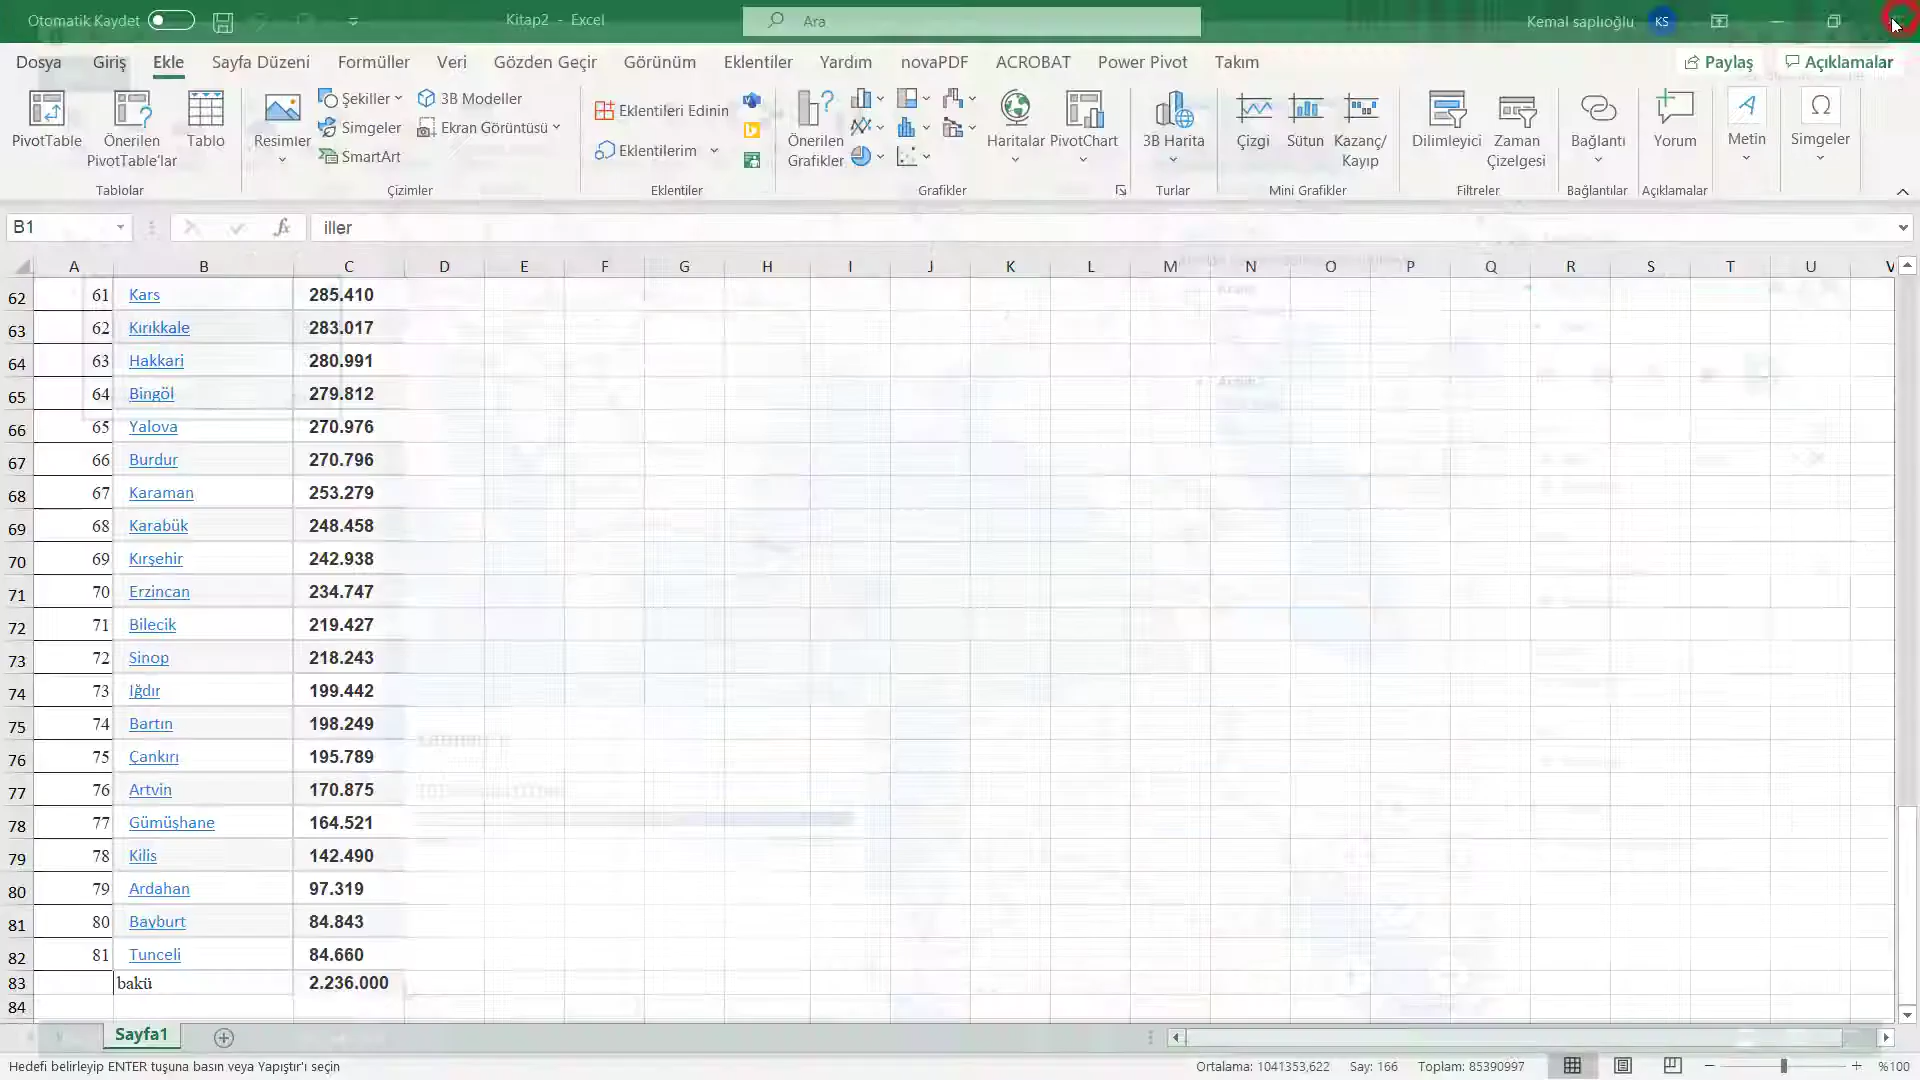 Otomatik Kaydet
Kitap2 - Excel
Ara
Kemal saplıoğlu KS
Dosya Giriş Ekle Sayfa Düzeni Formüller Veri Gözden Geçir Görünüm Eklentiler Yardım novaPDF ACROBAT Power Pivot Takım Paylaş Açıklamalar
PivotTable
Önerilen
PivotTable'lar
Tablo
Tablolar
Resimler
Şekiller
Simgeler
SmartArt
3B Modeller
Ekran Görüntüsü
Çizimler
Eklentileri Edinin
Eklentilerim
Eklentiler
Önerilen
Grafikler
Haritalar
PivotChart
Grafikler
3B Harita
Turlar
Çizgi
Sütun
Kazanç/
Kayıp
Mini Grafikler
Dilimleyici
Zaman
Çizelgesi
Filtreler
Bağlantı
Bağlantılar
Yorum
Açıklamalar
Metin
Simgeler
B1 fx iller
A B C D E F G H I J K L M N O P Q R S T U V
62 61 Kars 285.410
63 62 Kırıkkale 283.017
64 63 Hakkari 280.991
65 64 Bingöl 279.812
66 65 Yalova 270.976
67 66 Burdur 270.796
68 67 Karaman 253.279
69 68 Karabük 248.458
70 69 Kırşehir 242.938
71 70 Erzincan 234.747
72 71 Bilecik 219.427
73 72 Sinop 218.243
74 73 Iğdır 199.442
75 74 Bartın 198.249
76 75 Çankırı 195.789
77 76 Artvin 170.875
78 77 Gümüşhane 164.521
79 78 Kilis 142.490
80 79 Ardahan 97.319
81 80 Bayburt 84.843
82 81 Tunceli 84.660
83 bakü 2.236.000
84
Sayfa1
Hedefi belirleyip ENTER tuşuna basın veya Yapıştır'ı seçin
Ortalama: 1041353,622 Say: 166 Toplam: 85390997
%100